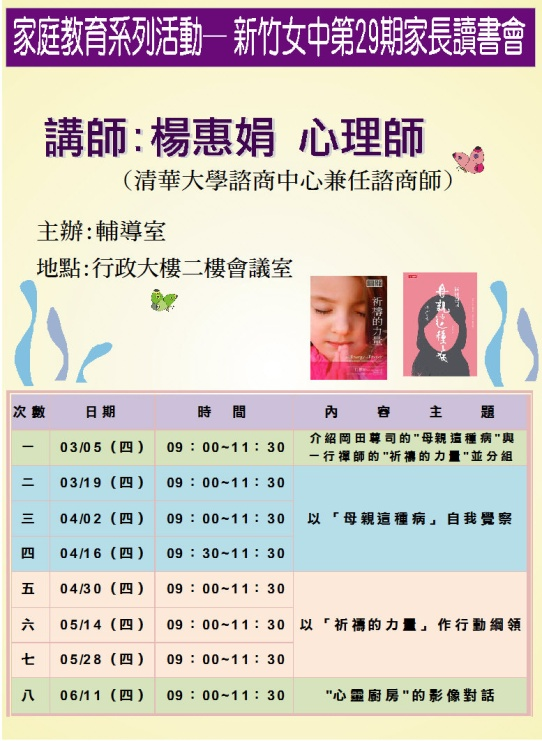 家庭教育系列活動─ 新竹女中第29期家長讀書會
講師:楊惠娟 心理師
（清華大學諮商中心兼任諮商師）
主辦:輔導室
地點:行政大樓二樓會議室
祈禱的力量
母親這種病
次數 日期 時間 內容主題
一 03/05（四） 09：00~11：30 介紹岡田尊司的"母親這種病"與
一行禪師的"祈禱的力量"並分組
二 03/19（四） 09：00~11：30
三 04/02（四） 09：00~11：30 以「母親這種病」自我覺察
四 04/16（四） 09：30~11：30
五 04/30（四） 09：00~11：30
六 05/14（四） 09：00~11：30 以「祈禱的力量」作行動綱領
七 05/28（四） 09：00~11：30
八 06/11（四） 09：00~11：30 "心靈廚房"的影像對話